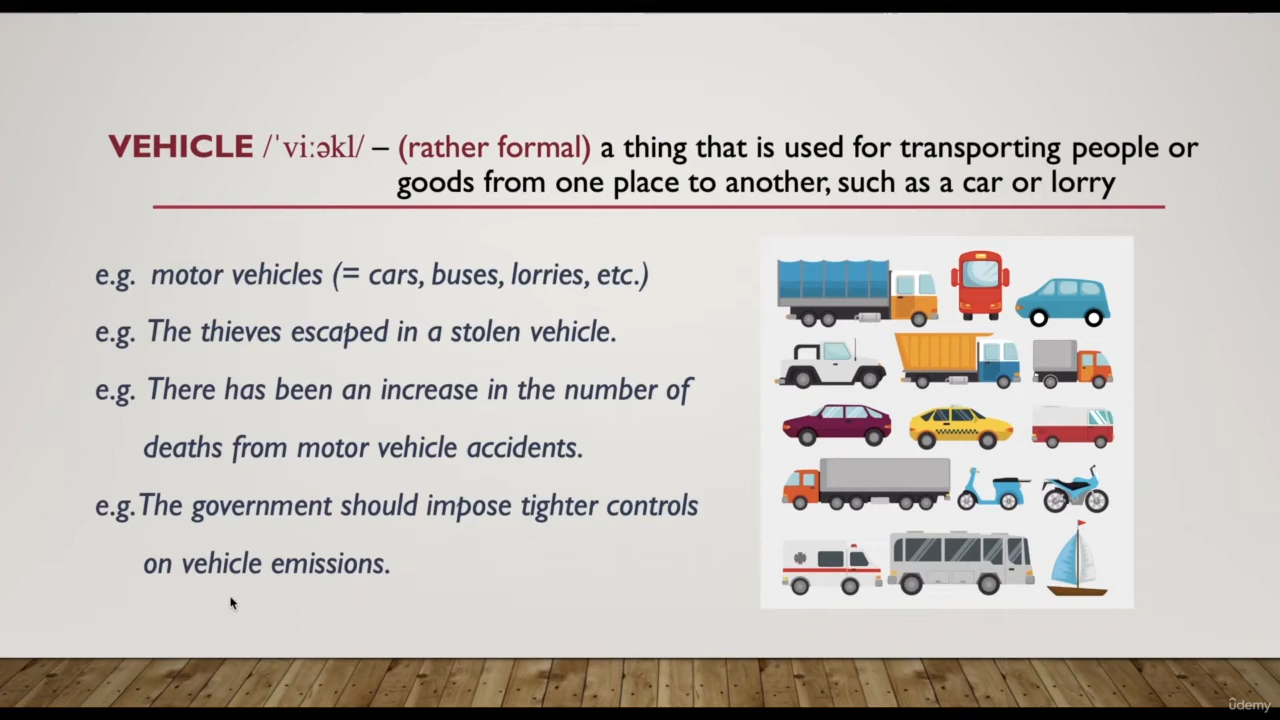 VEHICLE /ˈviːəkl/ – (rather formal) a thing that is used for transporting people or
goods from one place to another, such as a car or lorry
e.g. motor vehicles (= cars, buses, lorries, etc.)
e.g. The thieves escaped in a stolen vehicle.
e.g. There has been an increase in the number of
deaths from motor vehicle accidents.
e.g.The government should impose tighter controls
on vehicle emissions.
ûdemy